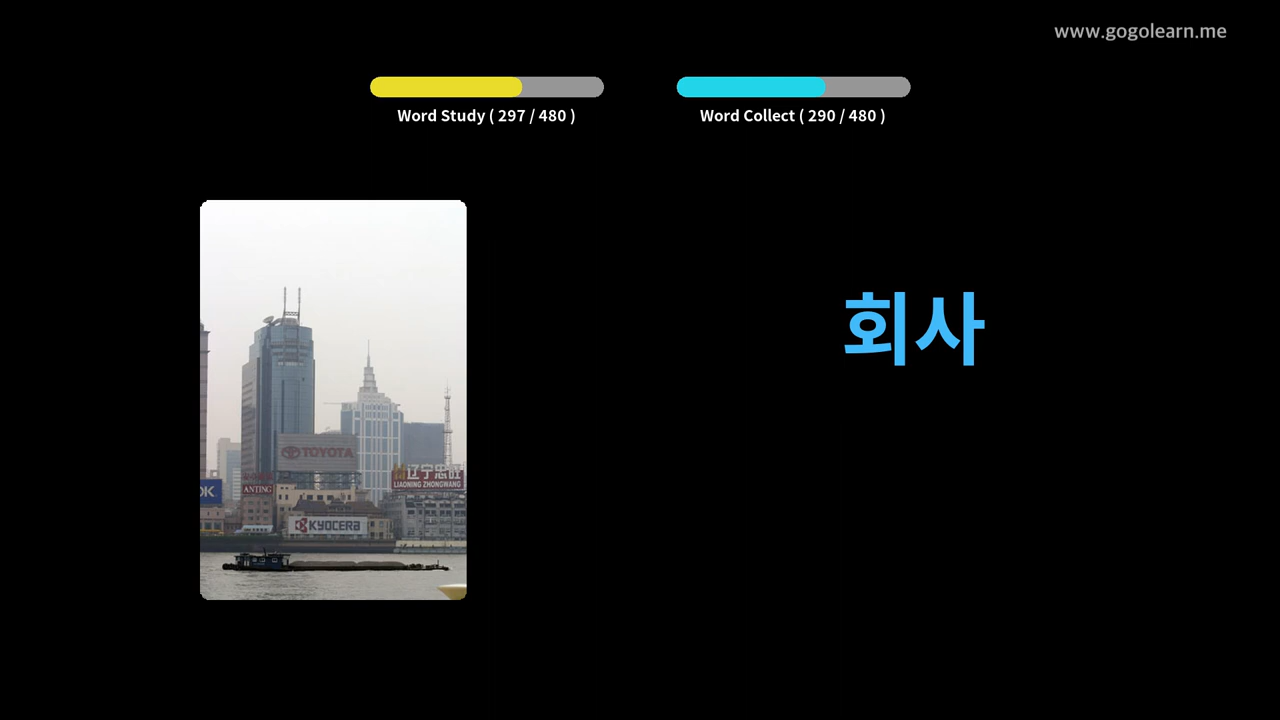 www.gogolearn.me
Word Study ( 297 / 480 )
Word Collect ( 290 / 480 )
회사
TOYOTA
辽宁忠旺
LIAONING ZHONGWANG
OK
ANTING
KYOCERA